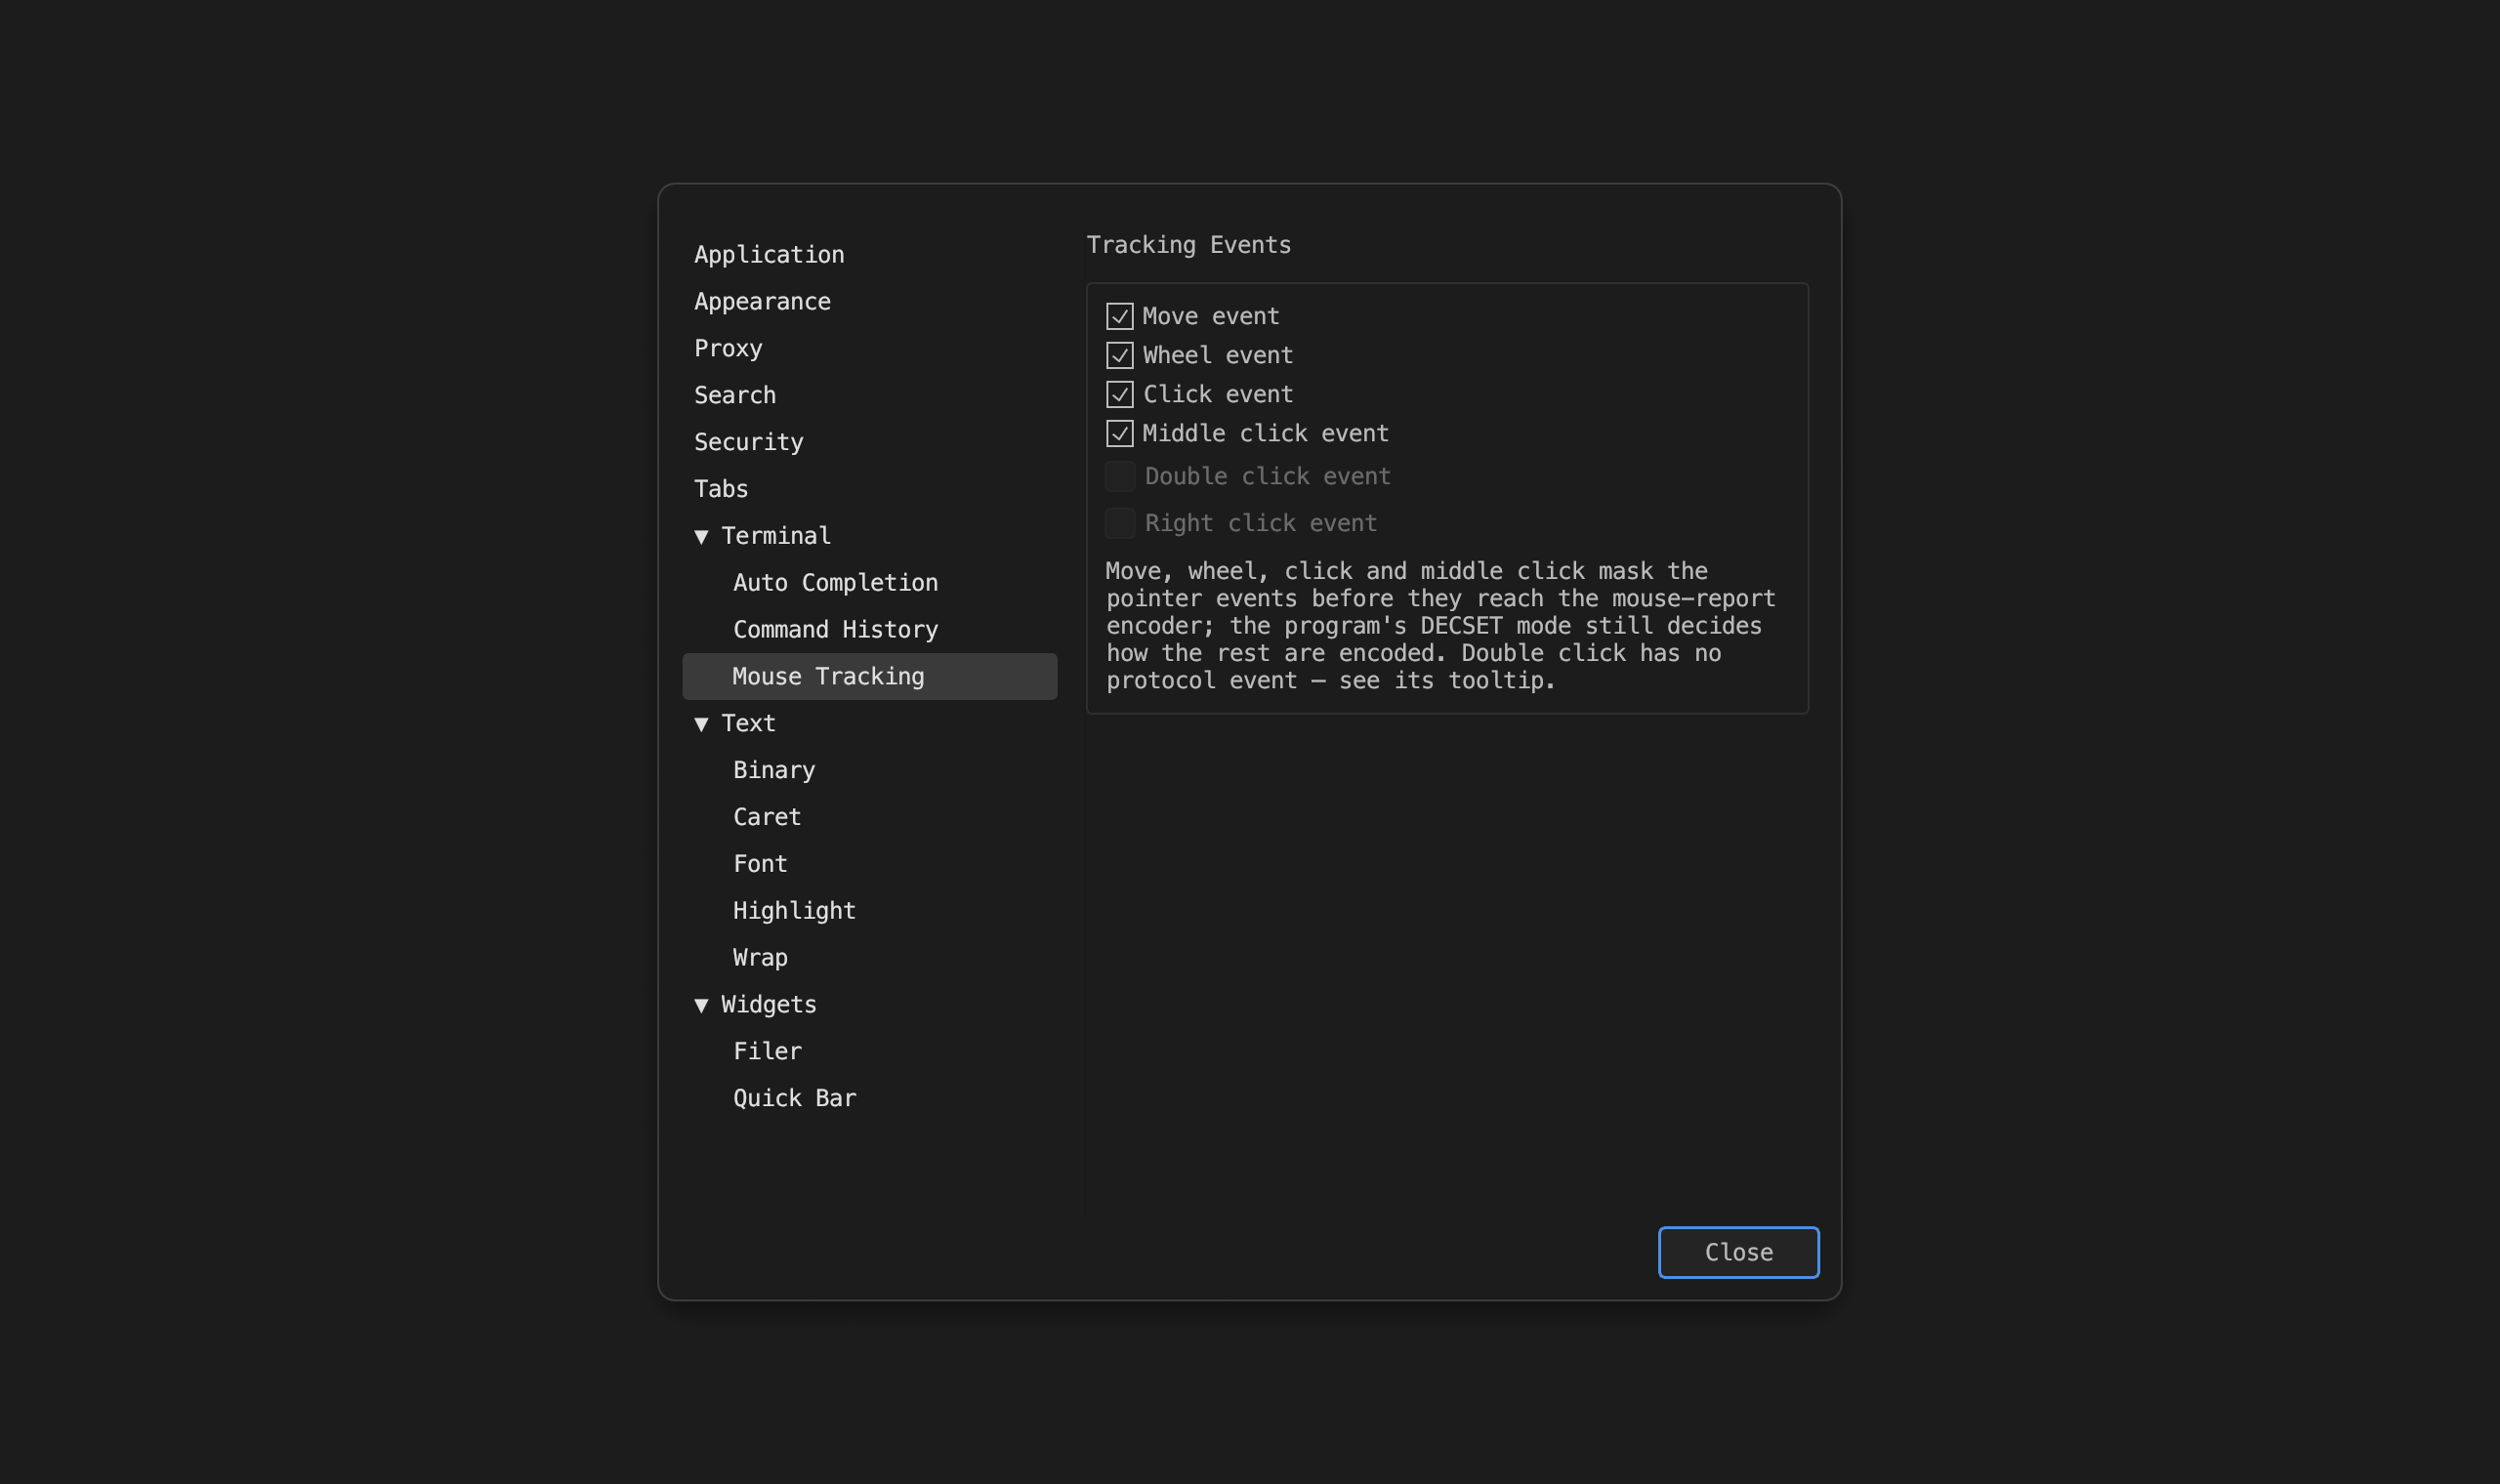 Application
Appearance
Proxy
Search
Security
Tabs
▼ Terminal
Auto Completion
Command History
Mouse Tracking
▼ Text
Binary
Caret
Font
Highlight
Wrap
▼ Widgets
Filer
Quick Bar
Tracking Events
Move event
Wheel event
Click event
Middle click event
Double click event
Right click event
Move, wheel, click and middle click mask the
pointer events before they reach the mouse-report
encoder; the program's DECSET mode still decides
how the rest are encoded. Double click has no
protocol event — see its tooltip.
Close